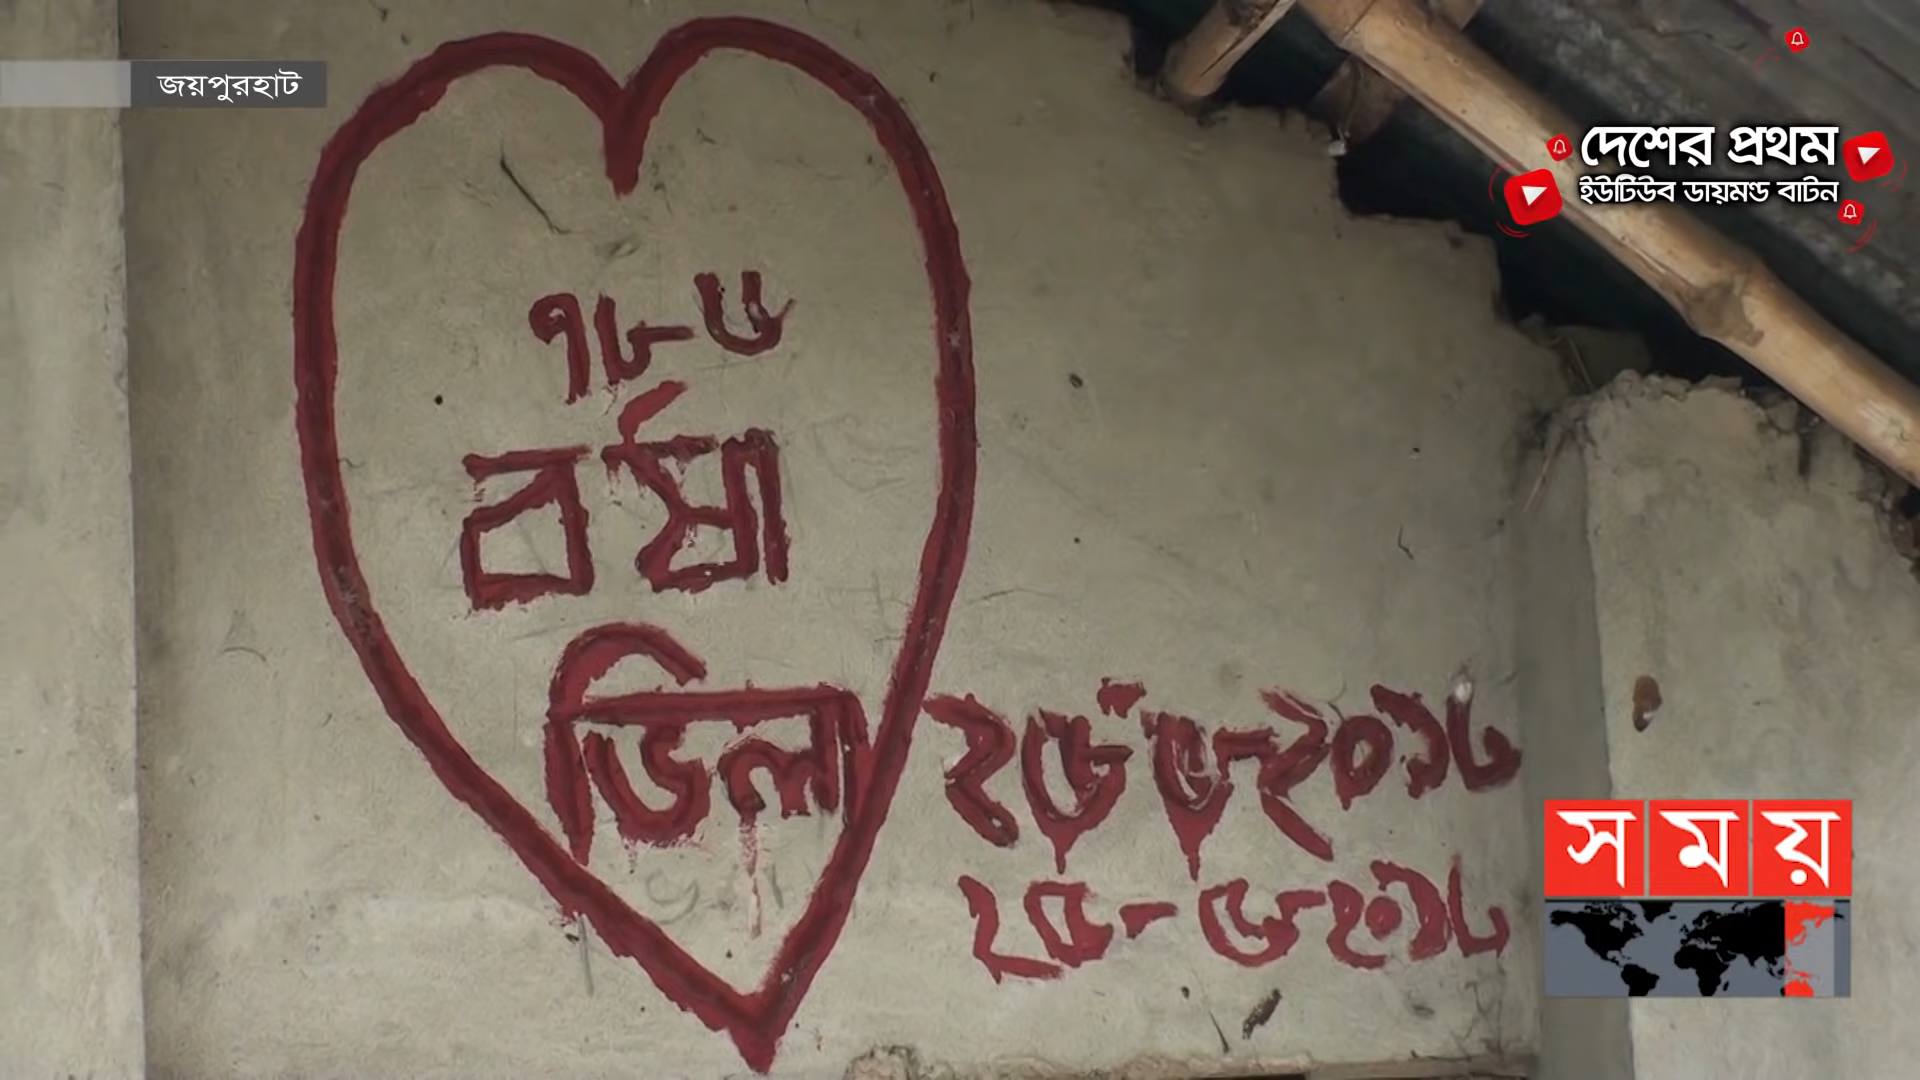 জয়পুরহাট
দেশের প্রথম
ইউটিউব ডায়মন্ড বাটন
৭৮৬
বর্ষা
ভিলা
সময়